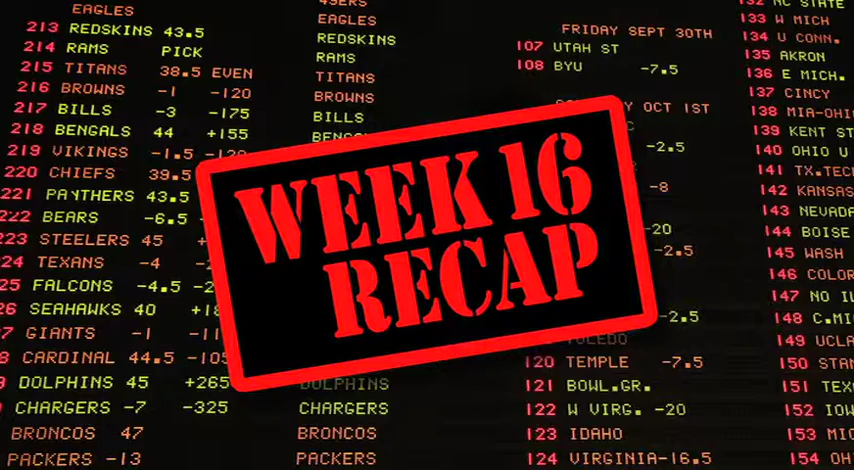 EAGLES
213 REDSKINS 43.5
214 RAMS PICK
215 TITANS 38.5 EVEN
216 BROWNS -1 -120
217 BILLS -3 -175
218 BENGALS 44 +155
219 VIKINGS -1.5 -120
220 CHIEFS 39.5
221 PANTHERS 43.5
222 BEARS -6.5
223 STEELERS 45
TEXANS -4
FALCONS -4.5
SEAHAWKS 40
GIANTS -1
CARDINAL 44.5 -105
DOLPHINS 45 +265
CHARGERS -7 -325
BRONCOS 47
PACKERS -13
49ERS
EAGLES
REDSKINS
RAMS
TITANS
BROWNS
BILLS
DOLPHINS
CHARGERS
BRONCOS
PACKERS
WEEK 16
RECAP
FRIDAY SEPT 30TH
107 UTAH ST
108 BYU -7.5
OCT 1ST
-2.5
-8
-20
-2.5
-2.5
TOLEDO
120 TEMPLE -7.5
121 BOWL.GR.
122 W VIRG. -20
123 IDAHO
124 VIRGINIA-16.5
132 NC STATE
133 W MICH
134 U CONN.
135 AKRON
136 E MICH.
137 CINCY
138 MIA-OHIO
139 KENT ST
140 OHIO U
141 TX.TECH
142 KANSAS
143 NEVADA
144 BOISE
145 WASH
146 COLOR
147 NO IL
148 C.MI
149 UCLA
150 STAN
151 TEX
152 IOW
153 MI
154 OH